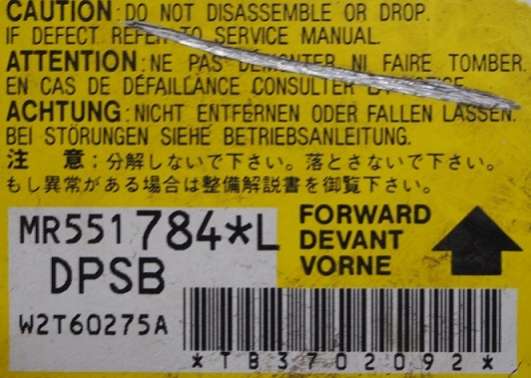 CAUTION: DO NOT DISASSEMBLE OR DROP.
IF DEFECT REFER TO SERVICE MANUAL.
ATTENTION: NE PAS DEMONTER NI FAIRE TOMBER.
EN CAS DE DÉFAILLANCE CONSULTER LA NOTICE.
ACHTUNG: NICHT ENTFERNEN ODER FALLEN LASSEN.
BEI STÖRUNGEN SIEHE BETRIEBSANLEITUNG.
注 意: 分解しないで下さい。落とさないで下さい。
もし異常がある場合は整備解説書を御覧下さい。
MR551784*L
DPSB
W2T60275A
FORWARD
DEVANT
VORNE
*TB3702092*